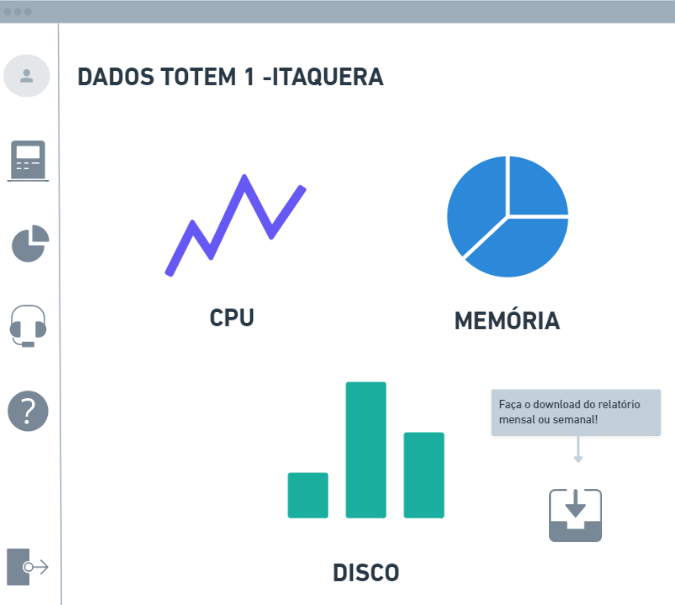 DADOS TOTEM 1 -ITAQUERA
CPU
MEMÓRIA
Faça o download do relatório
mensal ou semanal!
?
DISCO